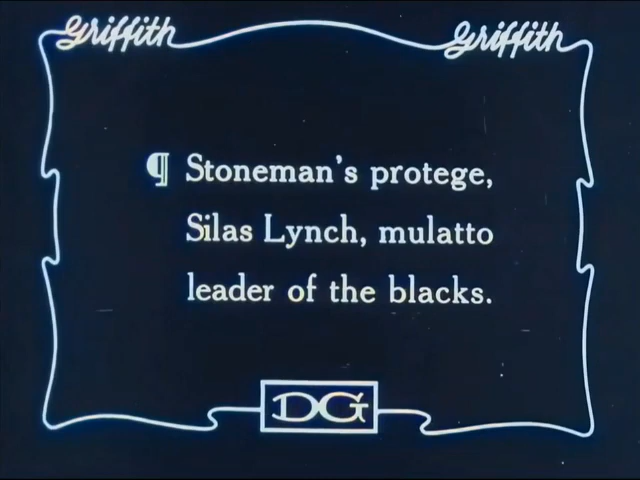 Griffith Griffith
¶ Stoneman's protege,
Silas Lynch, mulatto
leader of the blacks.
DG